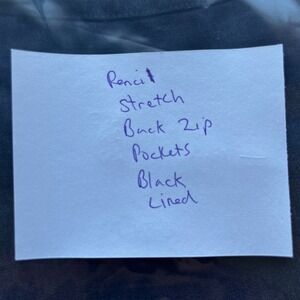 Pencil
Stretch
Back Zip
Pockets
Black
Lined